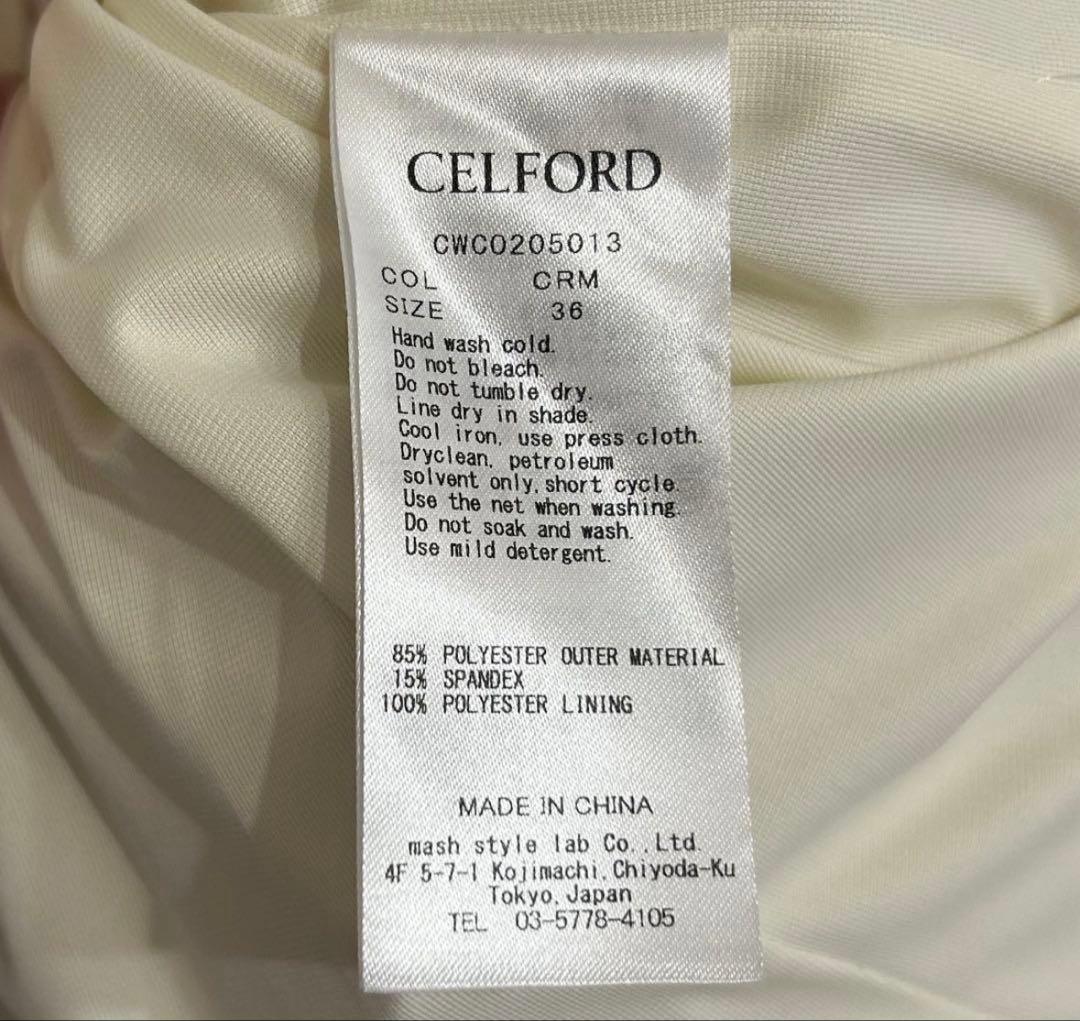 CELFORD
CWC0205013
COL CRM
SIZE 36
Hand wash cold.
Do not bleach.
Do not tumble dry.
Line dry in shade.
Cool iron, use press cloth.
Dryclean, petroleum
solvent only, short cycle.
Use the net when washing.
Do not soak and wash.
Use mild detergent.
85% POLYESTER OUTER MATERIAL
15% SPANDEX
100% POLYESTER LINING
MADE IN CHINA
mash style lab Co.,Ltd.
4F 5-7-1 Kojimachi, Chiyoda-Ku
Tokyo, Japan
TEL 03-5778-4105